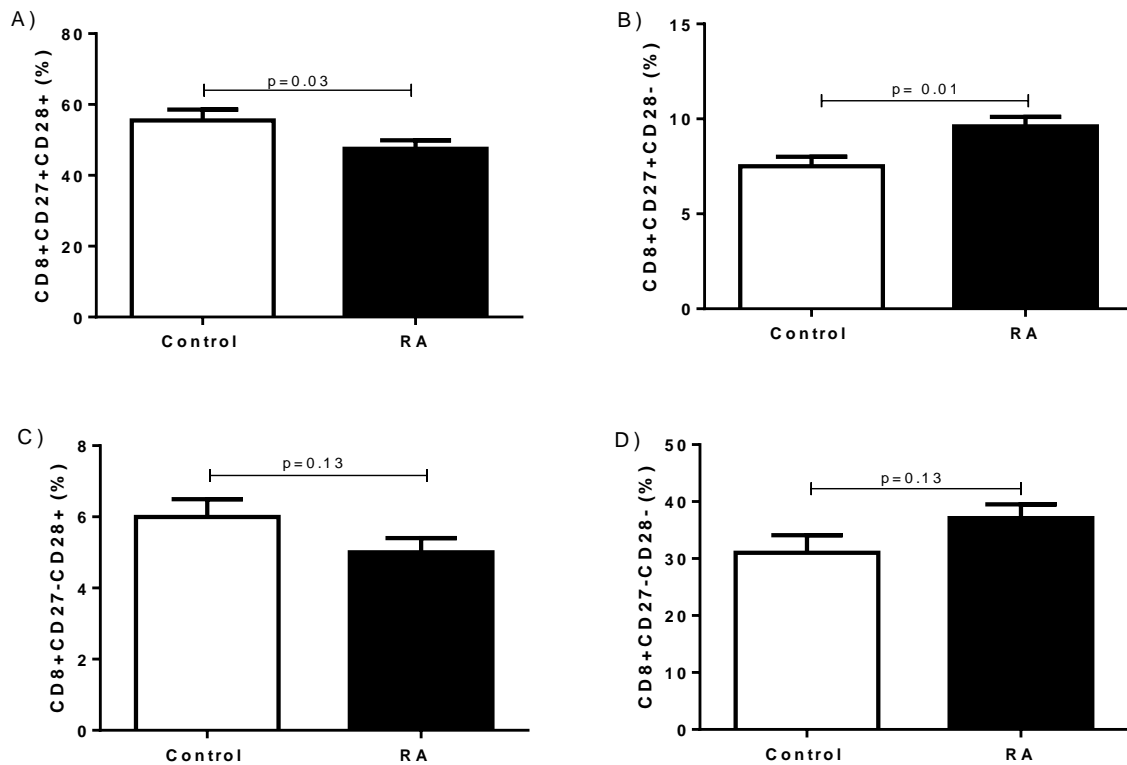 A)
CD8+CD27+CD28+ (%)
80
60
40
20
0
p=0.03
Control
RA
B)
CD8+CD27+CD28- (%)
15
10
5
0
p= 0.01
Control
RA
C)
CD8+CD27-CD28+ (%)
8
6
4
2
0
p=0.13
Control
RA
D)
CD8+CD27-CD28- (%)
50
40
30
20
10
0
p=0.13
Control
RA